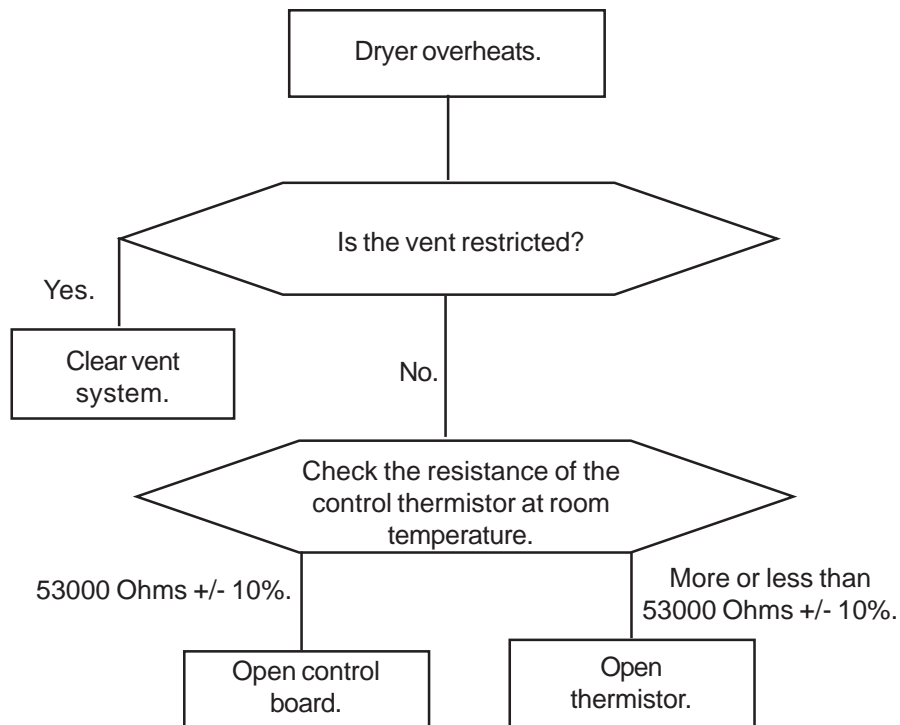 Dryer overheats.
Is the vent restricted?
Yes.
Clear vent
system.
No.
Check the resistance of the
control thermistor at room
temperature.
53000 Ohms +/- 10%.
More or less than
53000 Ohms +/- 10%.
Open control
board.
Open
thermistor.